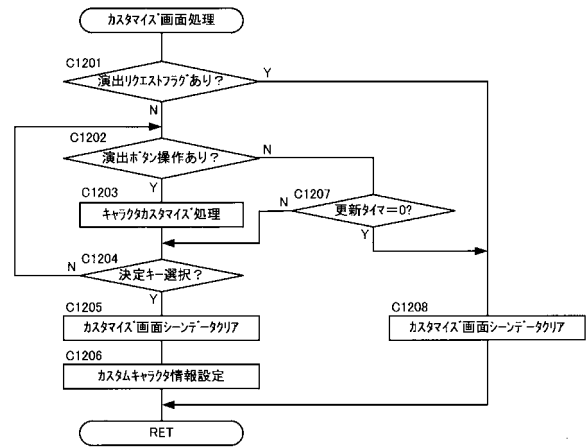 カスタマイズ画面処理
C1201
演出リクエストフラグあり?
Y
N
C1202
演出ボタン操作あり?
N
Y
C1203
キャラクタカスタマイズ処理
C1207
更新タイマ=0?
N
Y
C1204
決定キー選択?
N
Y
C1205
カスタマイズ画面シーンデータクリア
C1208
カスタマイズ画面シーンデータクリア
C1206
カスタムキャラクタ情報設定
RET